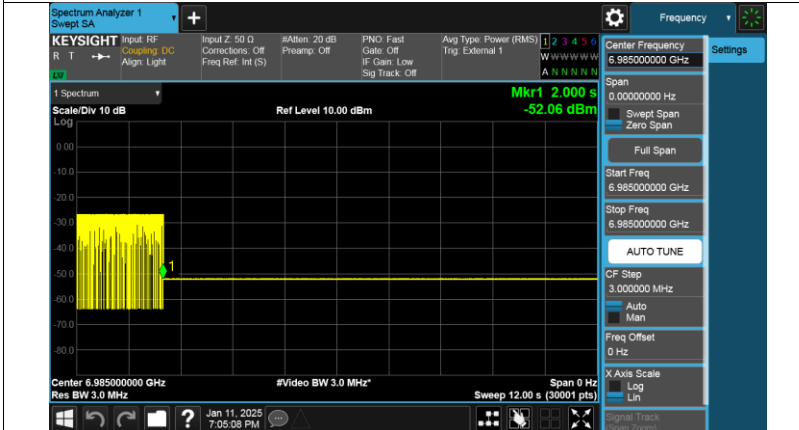 Spectrum Analyzer 1
Swept SA
+
Frequency
KEYSIGHT
R T
LXI
Input: RF
Coupling: DC
Align: Light
Input Z: 50 Ω
Corrections: Off
Freq Ref: Int (S)
#Atten: 20 dB
Preamp: Off
PNO: Fast
Gate: Off
IF Gain: Low
Sig Track: Off
Avg Type: Power (RMS)
Trig: External 1
1 2 3 4 5 6
W W W W W W
A N N N N N
1 Spectrum
Scale/Div 10 dB
Ref Level 10.00 dBm
Mkr1 2.000 s
-52.06 dBm
Log
0.00
-10.0
-20.0
-30.0
-40.0
-50.0
-60.0
-70.0
-80.0
1
Center 6.985000000 GHz
Res BW 3.0 MHz
#Video BW 3.0 MHz*
Span 0 Hz
Sweep 12.00 s (30001 pts)
Center Frequency
6.985000000 GHz
Settings
Span
0.00000000 Hz
Swept Span
Zero Span
Full Span
Start Freq
6.985000000 GHz
Stop Freq
6.985000000 GHz
AUTO TUNE
CF Step
3.000000 MHz
Auto
Man
Freq Offset
0 Hz
X Axis Scale
Log
Lin
Signal Track
(Span Zoom)
?
Jan 11, 2025
7:05:08 PM